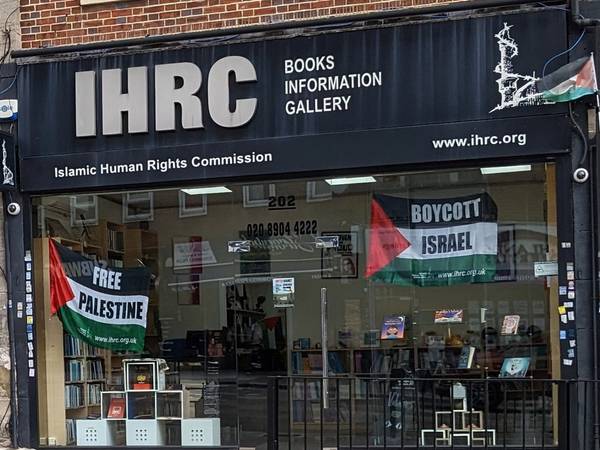 IHRC
BOOKS
INFORMATION
GALLERY
Islamic Human Rights Commission
www.ihrc.org
202
020 8904 4222
BOYCOTT
ISRAEL
www.ihrc.org.uk
FREE
PALESTINE
www.ihrc.org.uk